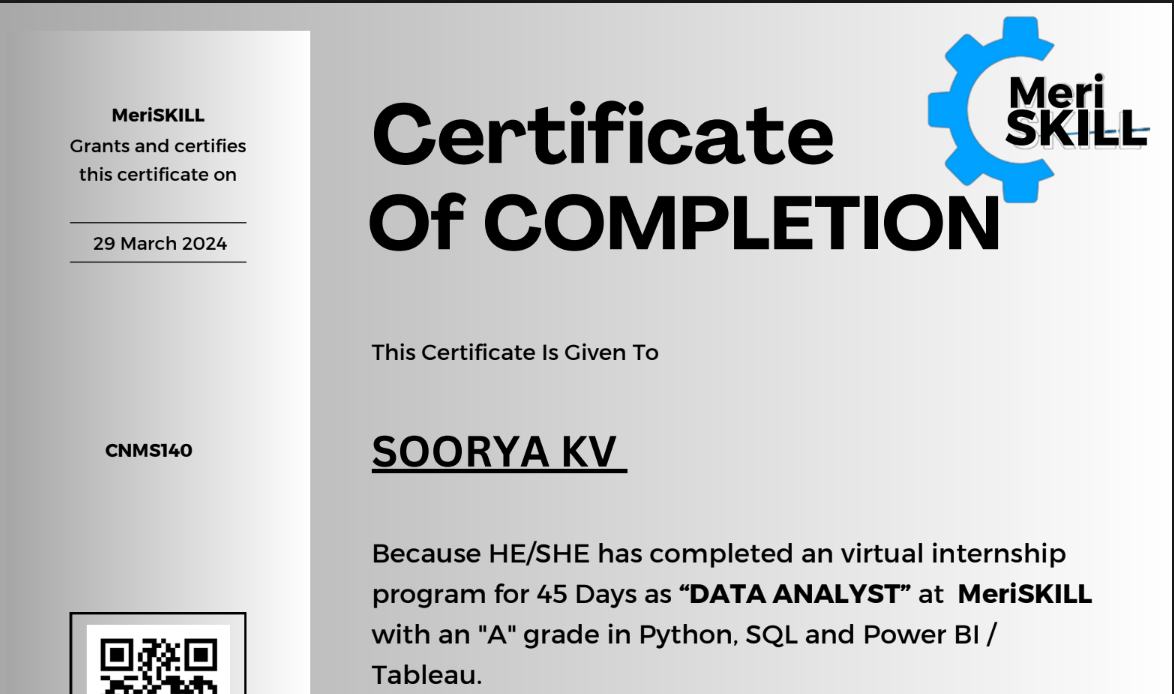 MeriSKILL
Grants and certifies
this certificate on
29 March 2024
CNMS140
Certificate
Of COMPLETION
Meri
SKILL
This Certificate Is Given To
SOORYA KV
Because HE/SHE has completed an virtual internship
program for 45 Days as “DATA ANALYST” at MeriSKILL
with an "A" grade in Python, SQL and Power BI /
Tableau.